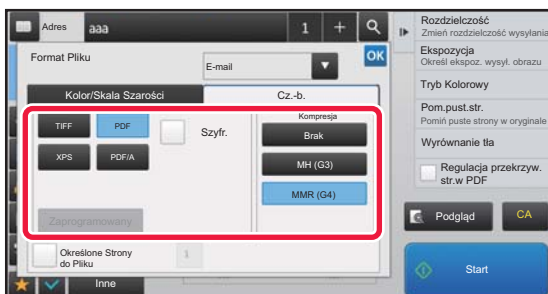 Adres
aaa
1
Format Pliku
E-mail
OK
Kolor/Skala Szarości
Cz.-b.
TIFF
PDF
Szyfr.
XPS
PDF/A
Zaprogramowany
Kompresja
Brak
MH (G3)
MMR (G4)
Określone Strony
do Pliku
1
Inne
Rozdzielczość
Zmień rozdzielczość wysyłania
Ekspozycja
Określ ekspoz. wysył. obrazu
Tryb Kolorowy
Pom.pust.str.
Pomiń puste strony w oryginale
Wyrównanie tła
Regulacja przekrzyw.
str.w PDF
Podgląd
CA
Start